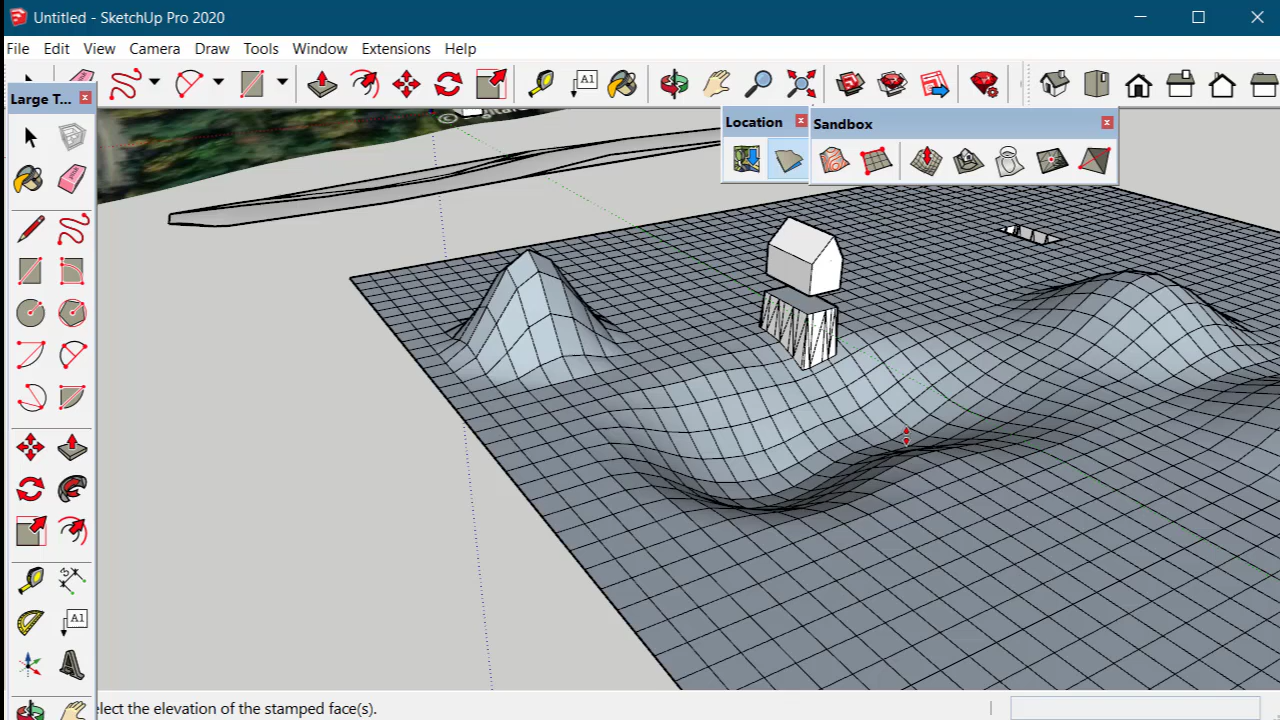 Untitled - SketchUp Pro 2020
File Edit View Camera Draw Tools Window Extensions Help
A1
Large T...
Location
Sandbox
A1
elect the elevation of the stamped face(s).